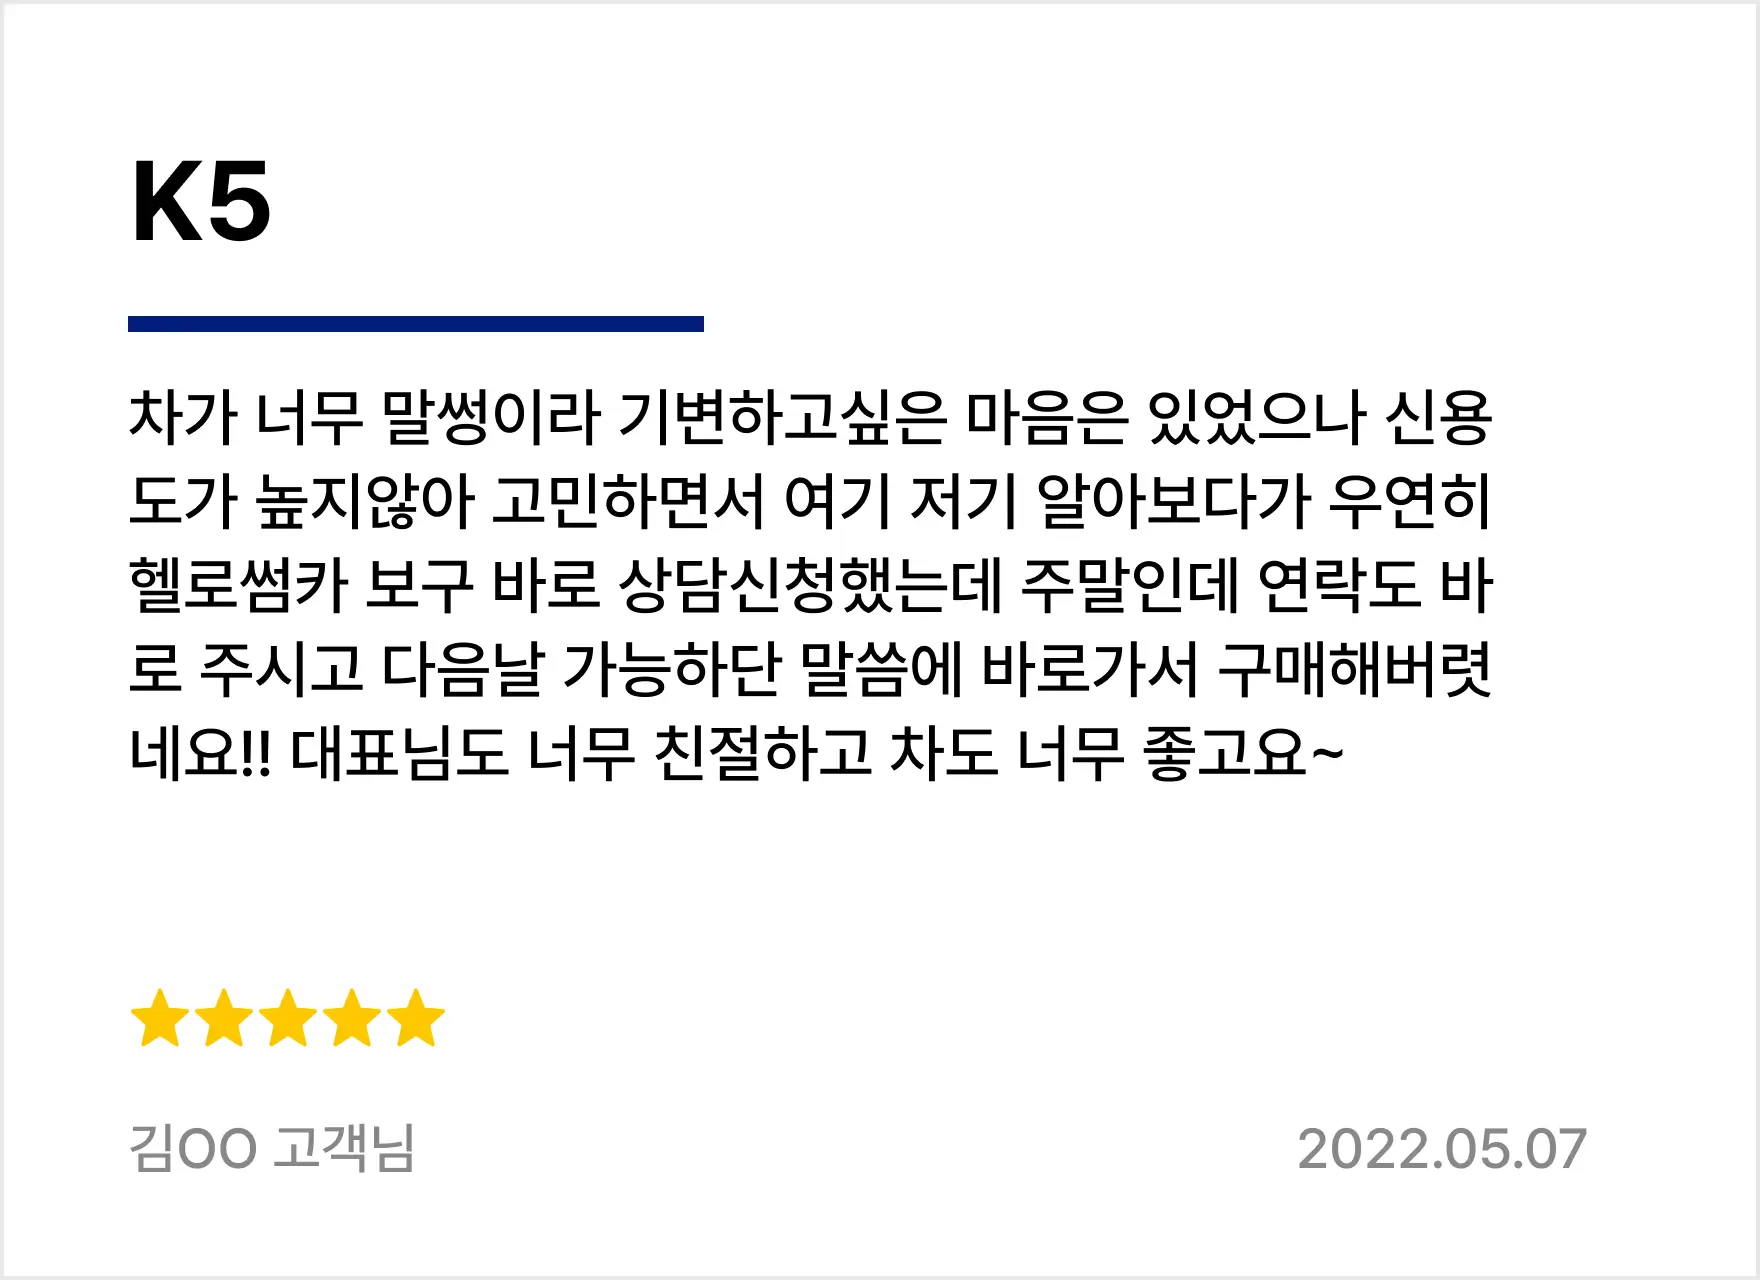 K5
차가 너무 말썽이라 기변하고싶은 마음은 있었으나 신용
도가 높지않아 고민하면서 여기 저기 알아보다가 우연히
헬로썸카 보구 바로 상담신청했는데 주말인데 연락도 바
로 주시고 다음날 가능하단 말씀에 바로가서 구매해버렷
네요!! 대표님도 너무 친절하고 차도 너무 좋고요~
김OO 고객님
2022.05.07